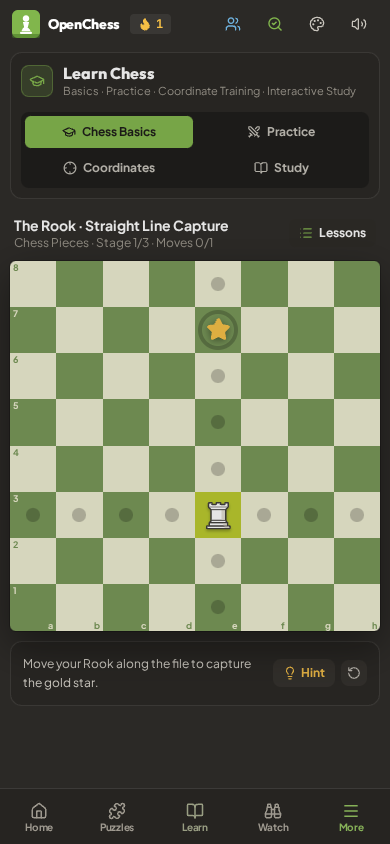 OpenChess
1
Learn Chess
Basics · Practice · Coordinate Training · Interactive Study
Chess Basics
Practice
Coordinates
Study
The Rook · Straight Line Capture
Chess Pieces · Stage 1/3 · Moves 0/1
Lessons
8
7
6
5
4
3
2
1
a b c d e f g h
Move your Rook along the file to capture
the gold star.
Hint
Home Puzzles Learn Watch More